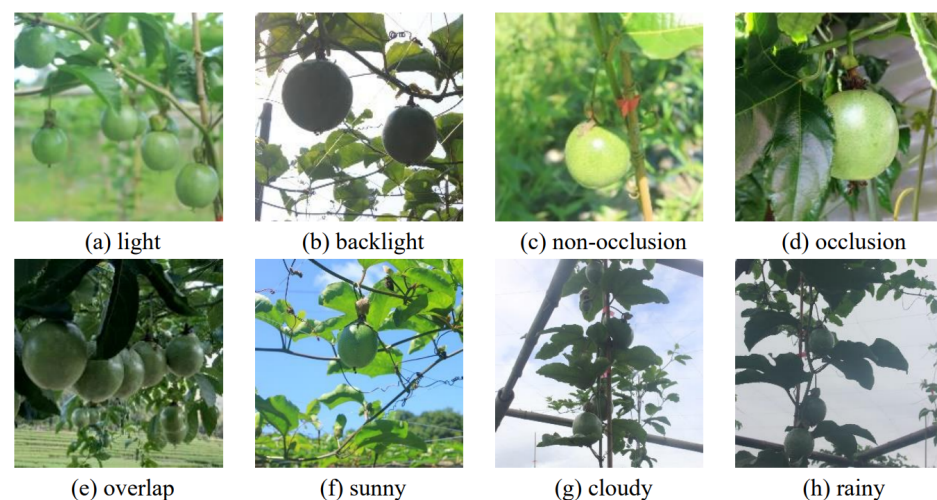 (a) light
(b) backlight
(c) non-occlusion
(d) occlusion
(e) overlap
(f) sunny
(g) cloudy
(h) rainy